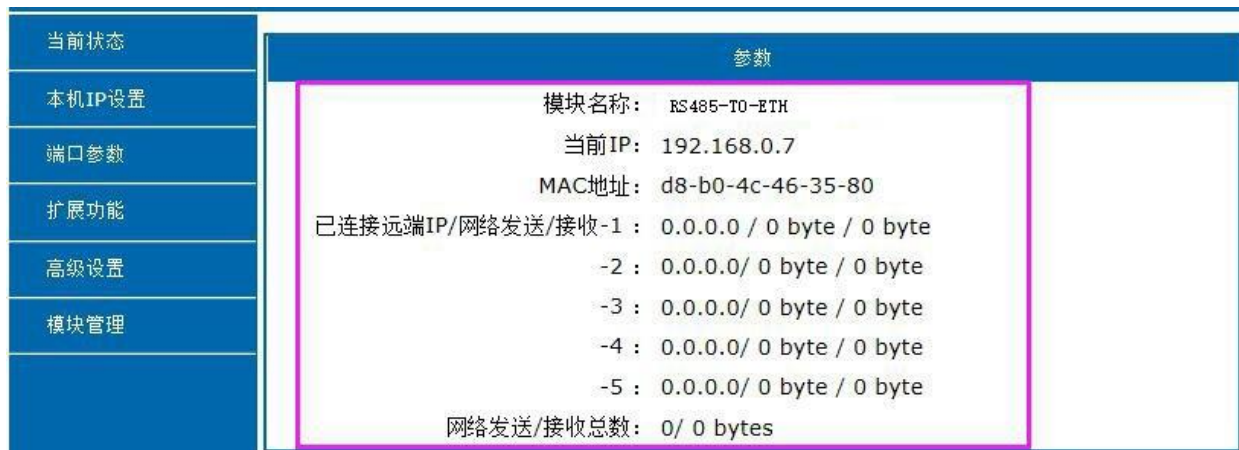 当前状态
本机IP设置
端口参数
扩展功能
高级设置
模块管理
参数
模块名称： RS485-TO-ETH
当前IP： 192.168.0.7
MAC地址： d8-b0-4c-46-35-80
已连接远端IP/网络发送/接收-1 ： 0.0.0.0 / 0 byte / 0 byte
-2 ： 0.0.0.0/ 0 byte / 0 byte
-3 ： 0.0.0.0/ 0 byte / 0 byte
-4 ： 0.0.0.0/ 0 byte / 0 byte
-5 ： 0.0.0.0/ 0 byte / 0 byte
网络发送/接收总数： 0/ 0 bytes